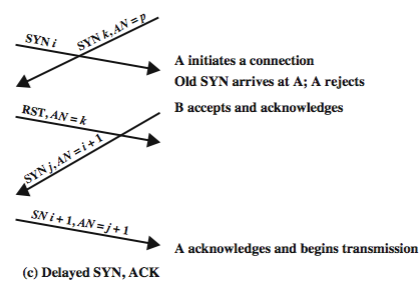 SYN i
SYN k, AN = p
A initiates a connection
Old SYN arrives at A; A rejects
RST, AN = k
B accepts and acknowledges
SYN j, AN = i + 1
SN i + 1, AN = j + 1
A acknowledges and begins transmission
(c) Delayed SYN, ACK